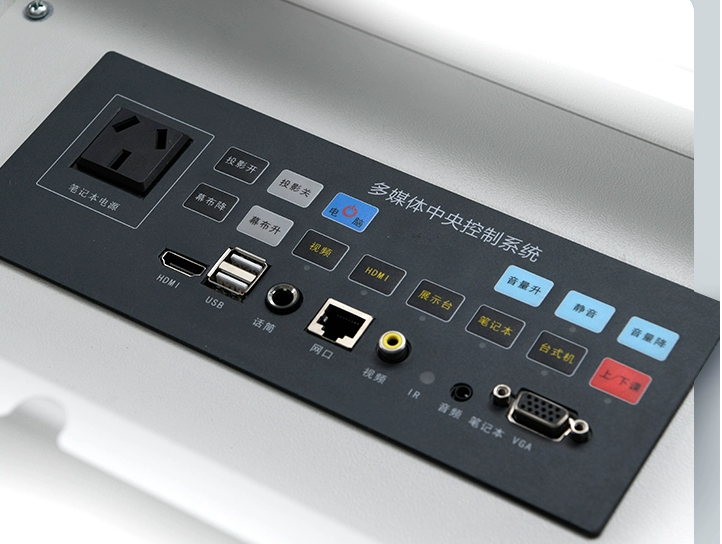 多媒体中央控制系统
笔记本电源
投影开
投影关
幕布降
幕布升
电脑
视频
HDMI
展示台
笔记本
台式机
音量升
静音
音量降
上/下课
HDMI
USB
话筒
网口
视频
IR
音频
笔记本 VGA